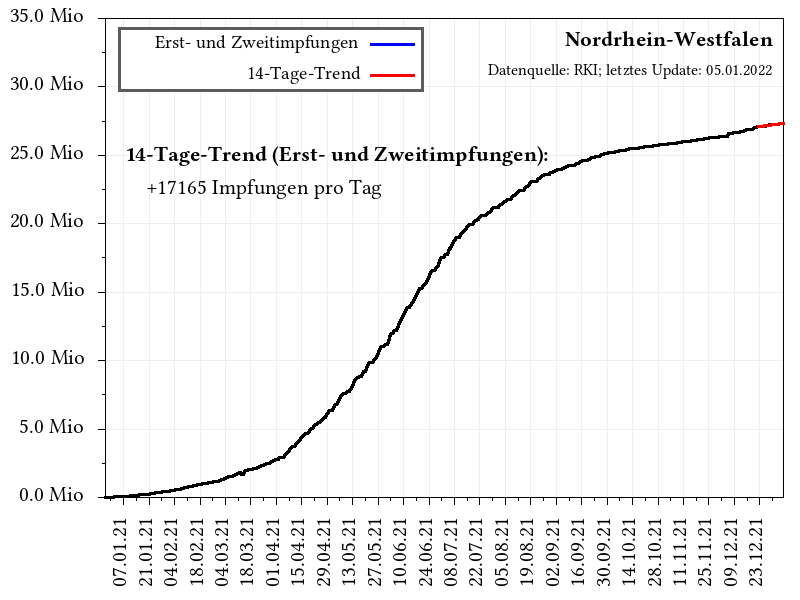 35.0 Mio
Erst- und Zweitimpfungen
Nordrhein-Westfalen
14-Tage-Trend
Datenquelle: RKI; letztes Update: 05.01.2022
30.0 Mio
14-Tage-Trend (Erst- und Zweitimpfungen):
25.0 Mio
+17165 Impfungen pro Tag
20.0 Mio
15.0 Mio
10.0 Mio
5.0 Mio
0.0 Mio
07.01.21
21.01.21
04.02.21
18.02.21
04.03.21
18.03.21
01.04.21
15.04.21
29.04.21
13.05.21
27.05.21
10.06.21
24.06.21
08.07.21
22.07.21
05.08.21
19.08.21
02.09.21
16.09.21
30.09.21
14.10.21
28.10.21
11.11.21
25.11.21
09.12.21
23.12.21